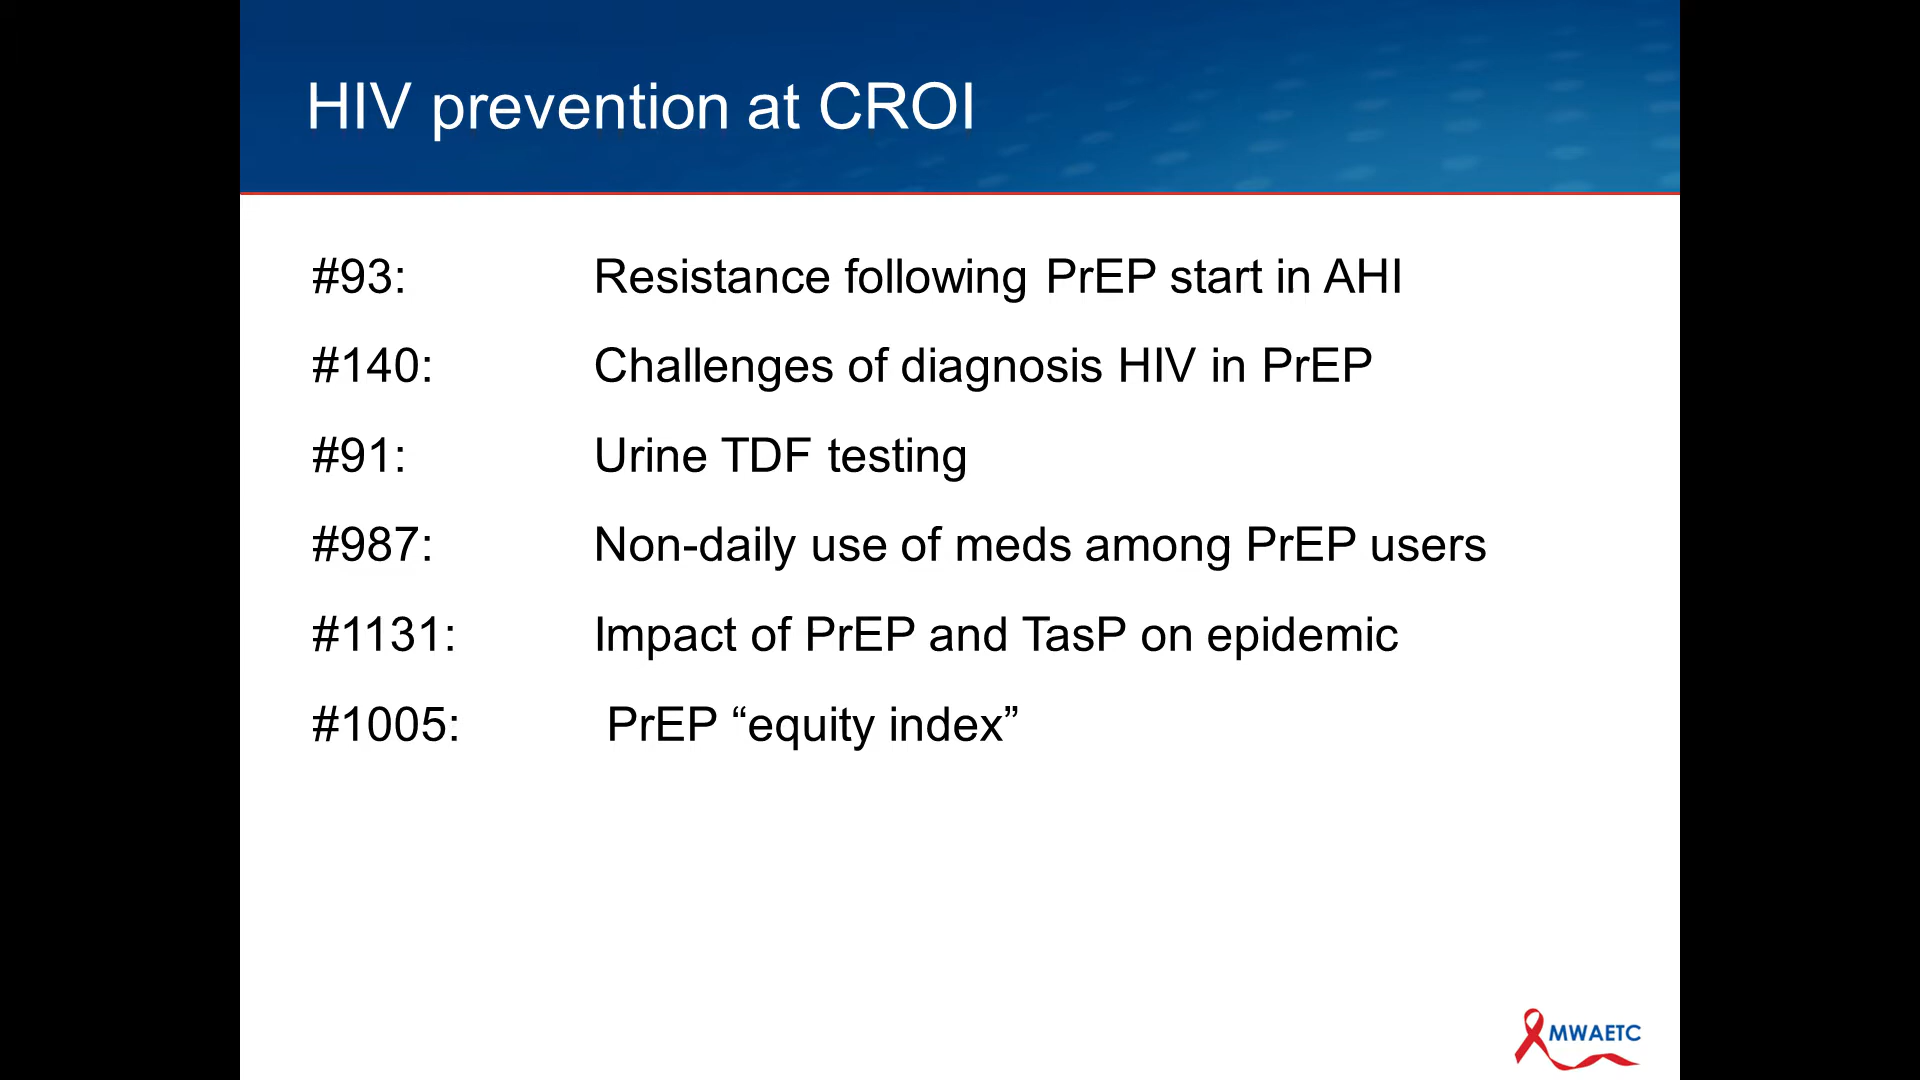 HIV prevention at CROI
#93: Resistance following PrEP start in AHI
#140: Challenges of diagnosis HIV in PrEP
#91: Urine TDF testing
#987: Non-daily use of meds among PrEP users
#1131: Impact of PrEP and TasP on epidemic
#1005: PrEP “equity index”
MWAETC